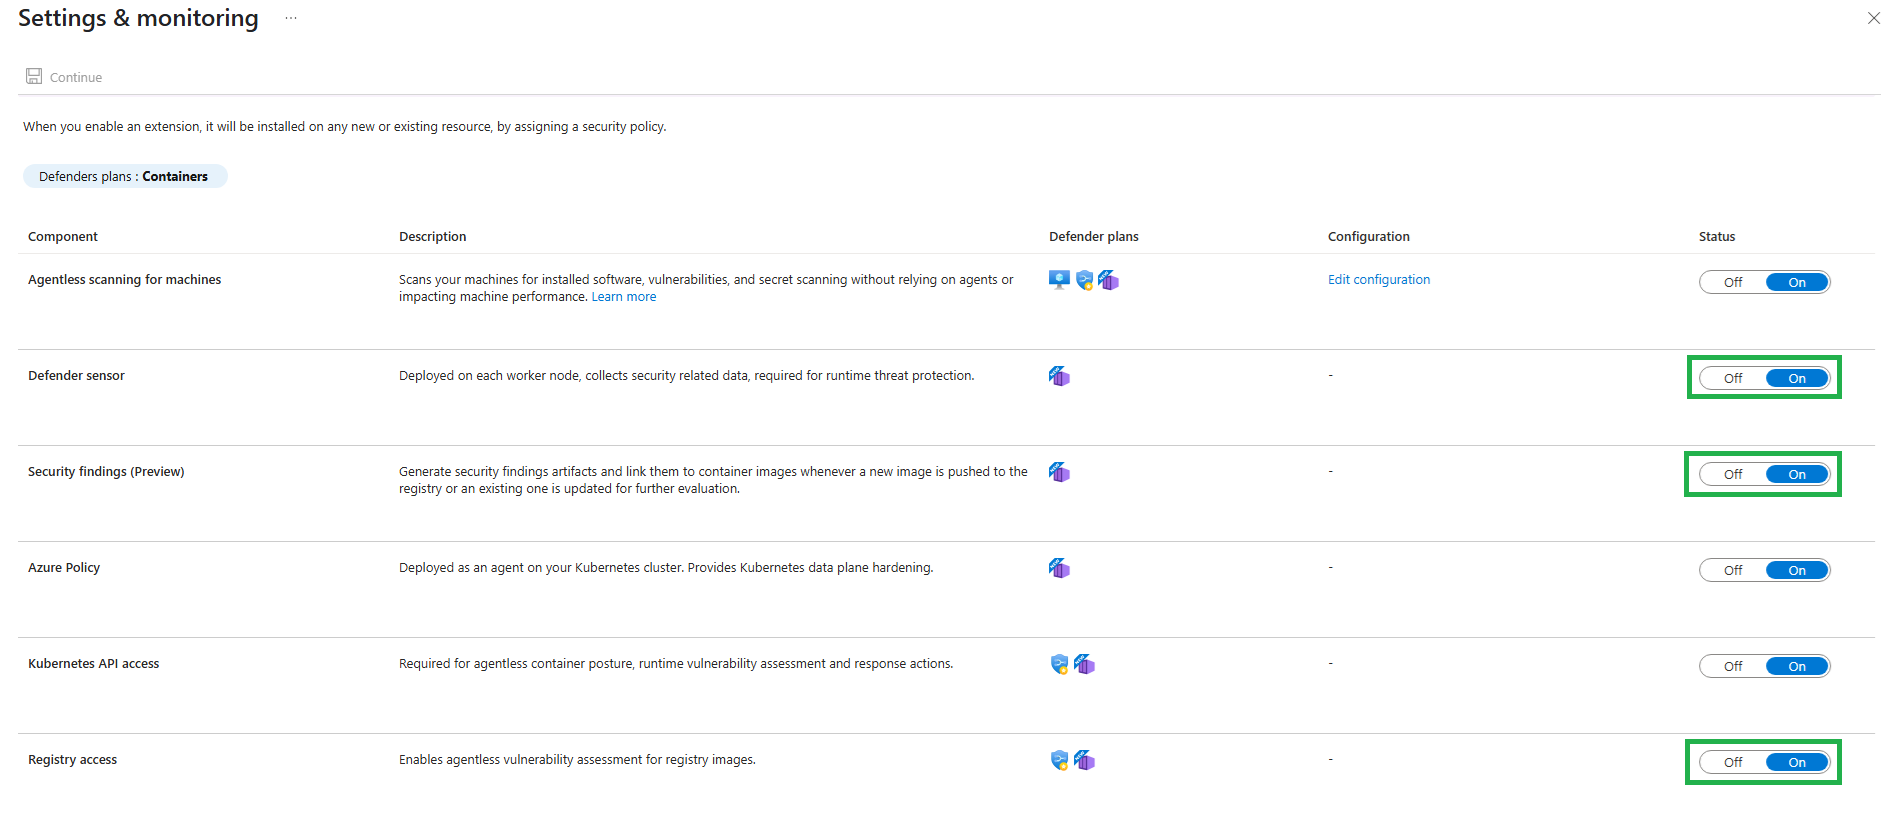 Settings & monitoring ...
Continue
When you enable an extension, it will be installed on any new or existing resource, by assigning a security policy.
Defenders plans : Containers
Component Description Defender plans Configuration Status
Agentless scanning for machines Scans your machines for installed software, vulnerabilities, and secret scanning without relying on agents or Edit configuration Off On
impacting machine performance. Learn more
Defender sensor Deployed on each worker node, collects security related data, required for runtime threat protection. - Off On
Security findings (Preview) Generate security findings artifacts and link them to container images whenever a new image is pushed to the - Off On
registry or an existing one is updated for further evaluation.
Azure Policy Deployed as an agent on your Kubernetes cluster. Provides Kubernetes data plane hardening. - Off On
Kubernetes API access Required for agentless container posture, runtime vulnerability assessment and response actions. - Off On
Registry access Enables agentless vulnerability assessment for registry images. - Off On